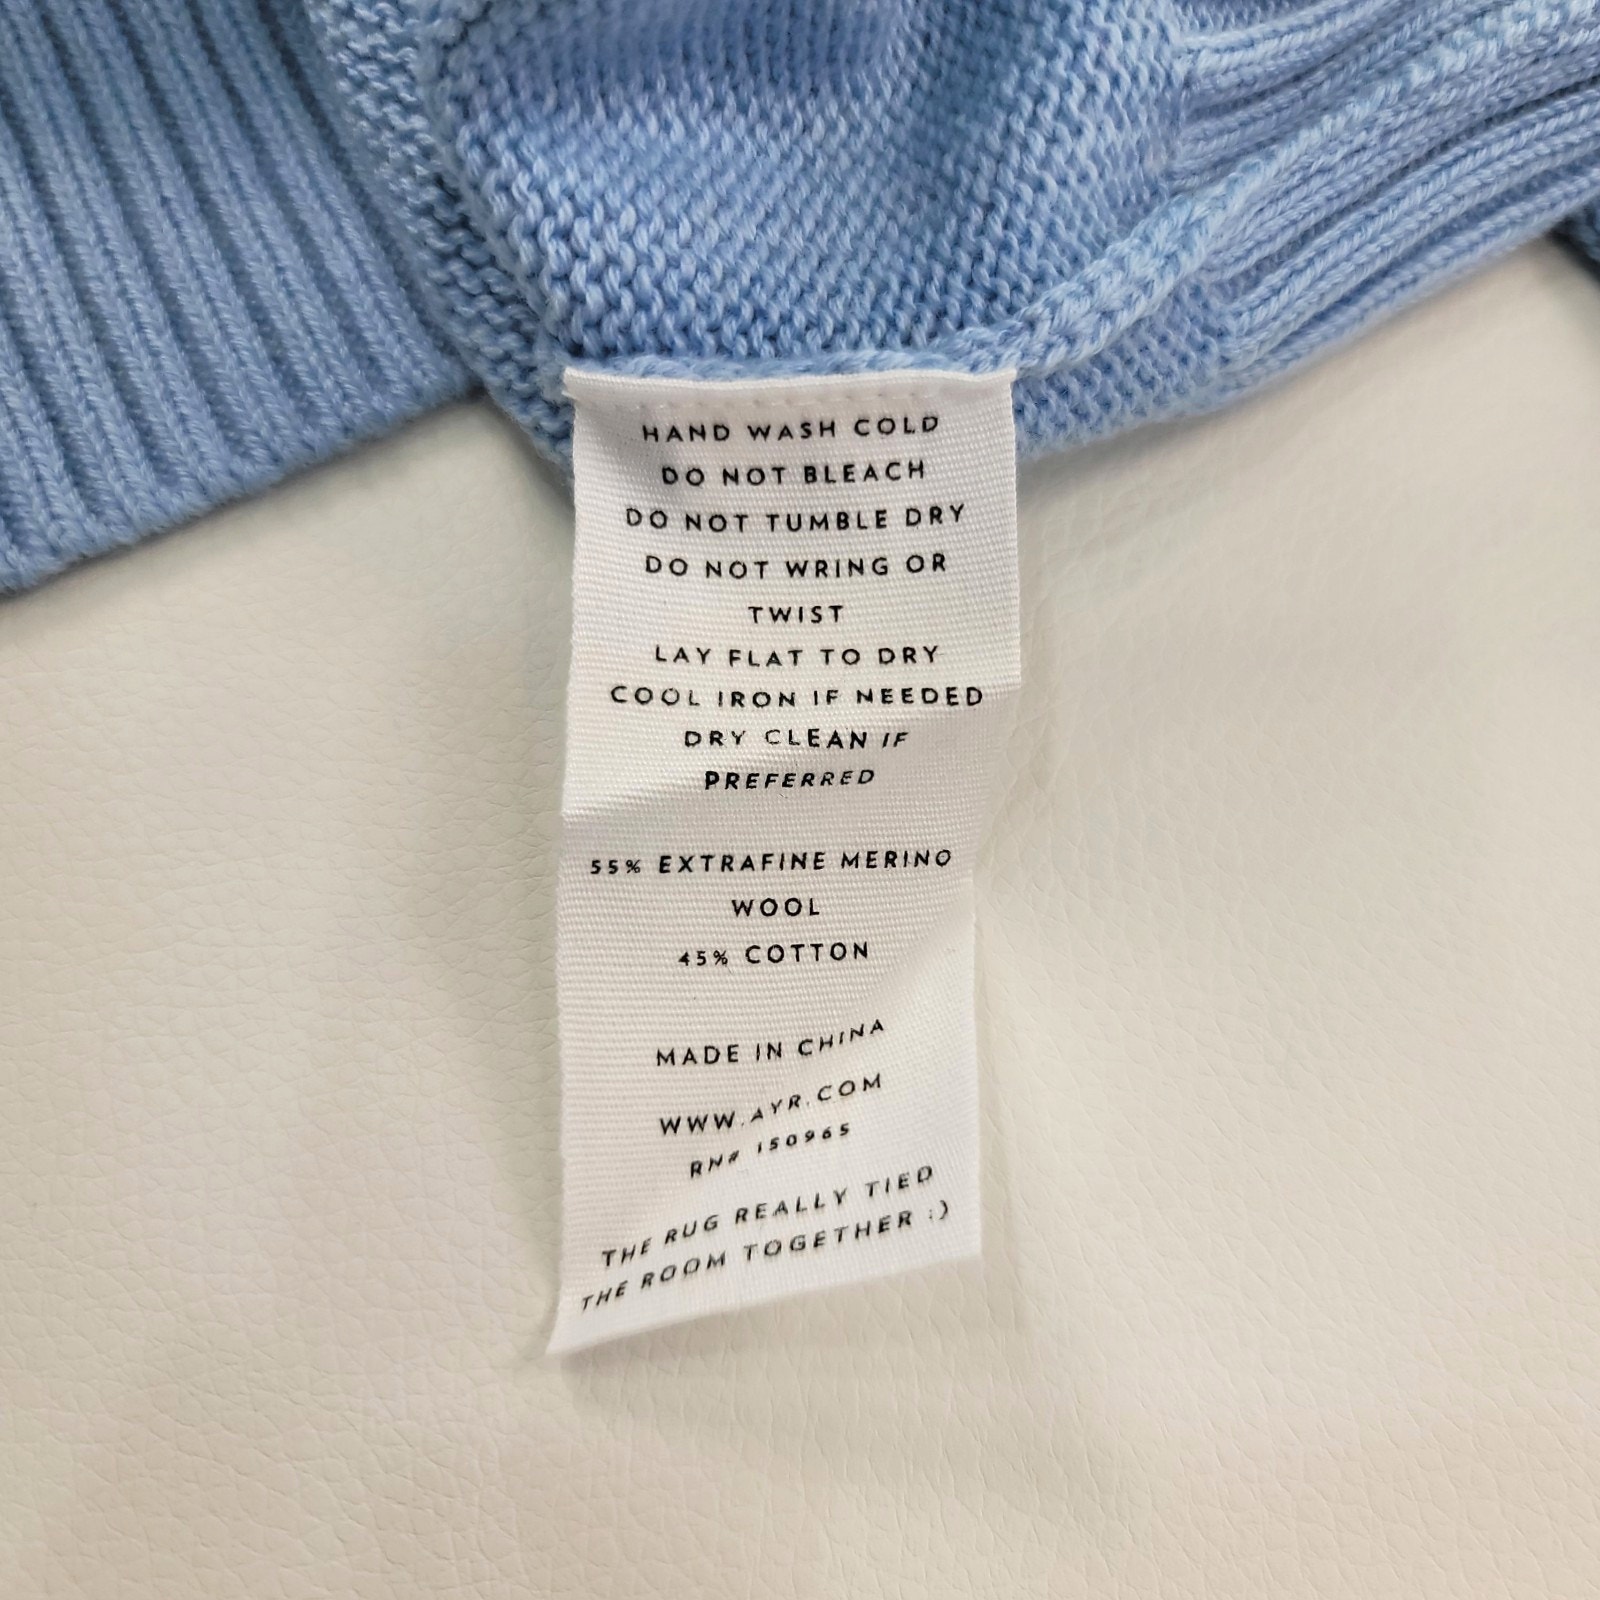 HAND WASH COLD
DO NOT BLEACH
DO NOT TUMBLE DRY
DO NOT WRING OR
TWIST
LAY FLAT TO DRY
COOL IRON IF NEEDED
DRY CLEAN IF
PREFERRED
55% EXTRAFINE MERINO
WOOL
45% COTTON
MADE IN CHINA
WWW.AYR.COM
RN# 150965
THE RUG REALLY TIED
THE ROOM TOGETHER :)